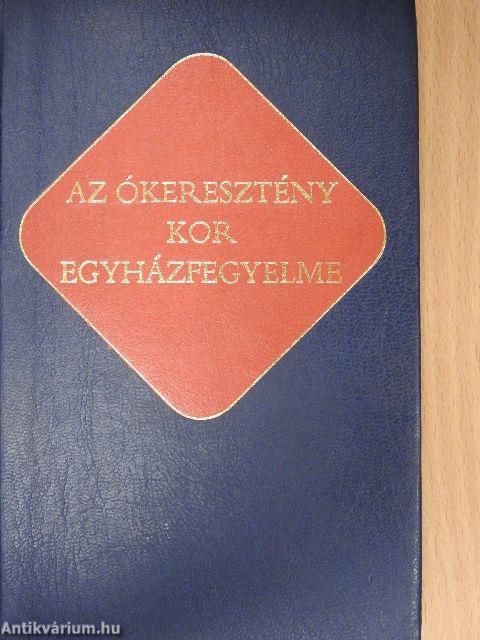 AZ ÓKERESZTÉNY
KOR
EGYHÁZFEGYELME
Antikvárium.hu